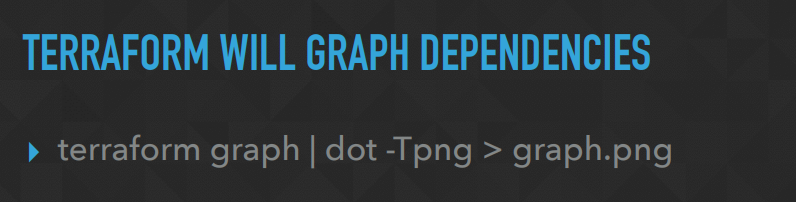 TERRAFORM WILL GRAPH DEPENDENCIES
terraform graph | dot -Tpng > graph.png